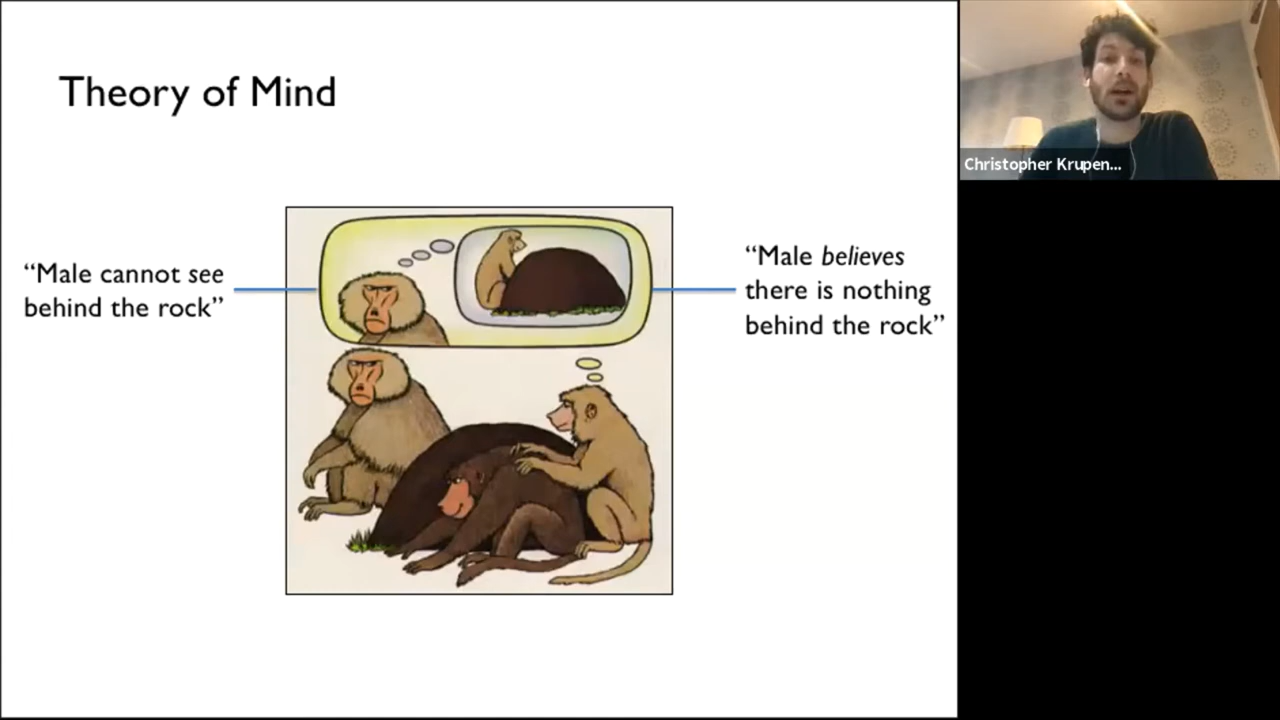 Theory of Mind
“Male cannot see
behind the rock”
“Male believes
there is nothing
behind the rock”
Christopher Krupen...